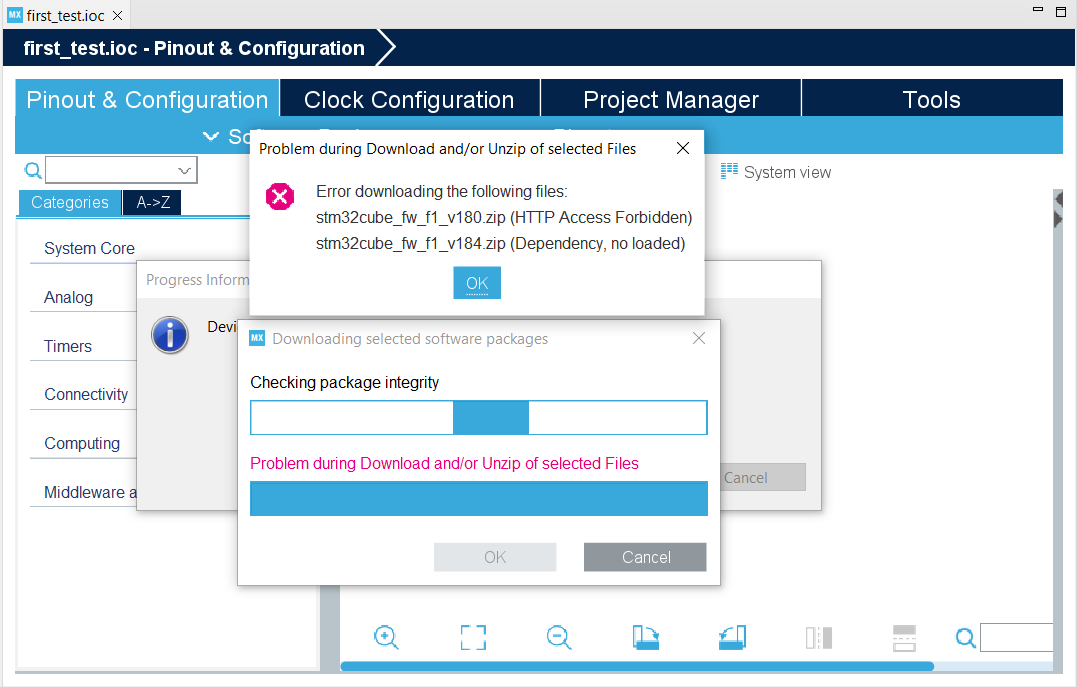 MX first_test.ioc
first_test.ioc - Pinout & Configuration
Pinout & Configuration
Clock Configuration
Project Manager
Tools
System view
Categories
A->Z
System Core
Analog
Timers
Connectivity
Computing
Middleware a
Problem during Download and/or Unzip of selected Files
Error downloading the following files:
stm32cube_fw_f1_v180.zip (HTTP Access Forbidden)
stm32cube_fw_f1_v184.zip (Dependency, no loaded)
OK
Progress Inform
Devi
Cancel
MX Downloading selected software packages
Checking package integrity
Problem during Download and/or Unzip of selected Files
OK
Cancel